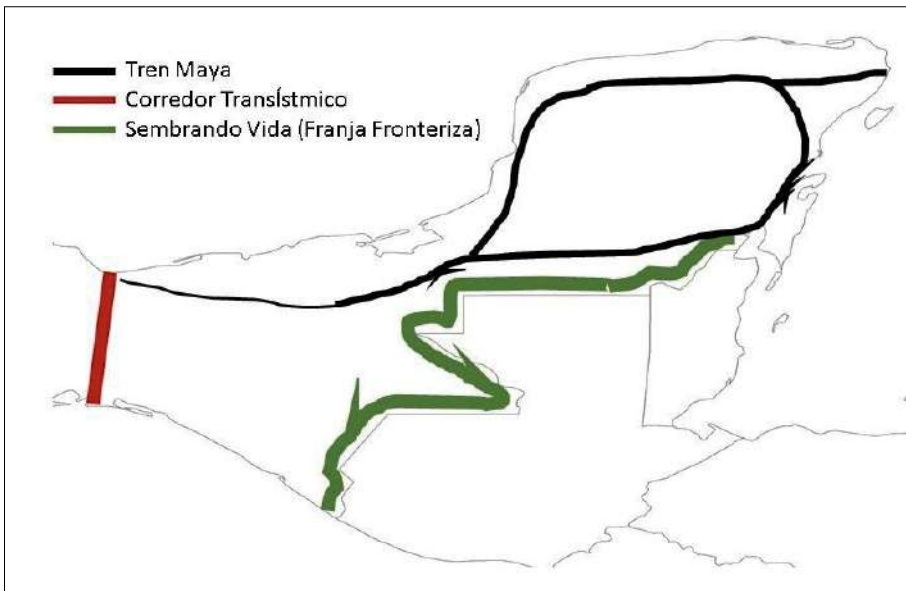 Tren Maya
Corredor TransÍstmico
Sembrando Vida (Franja Fronteriza)